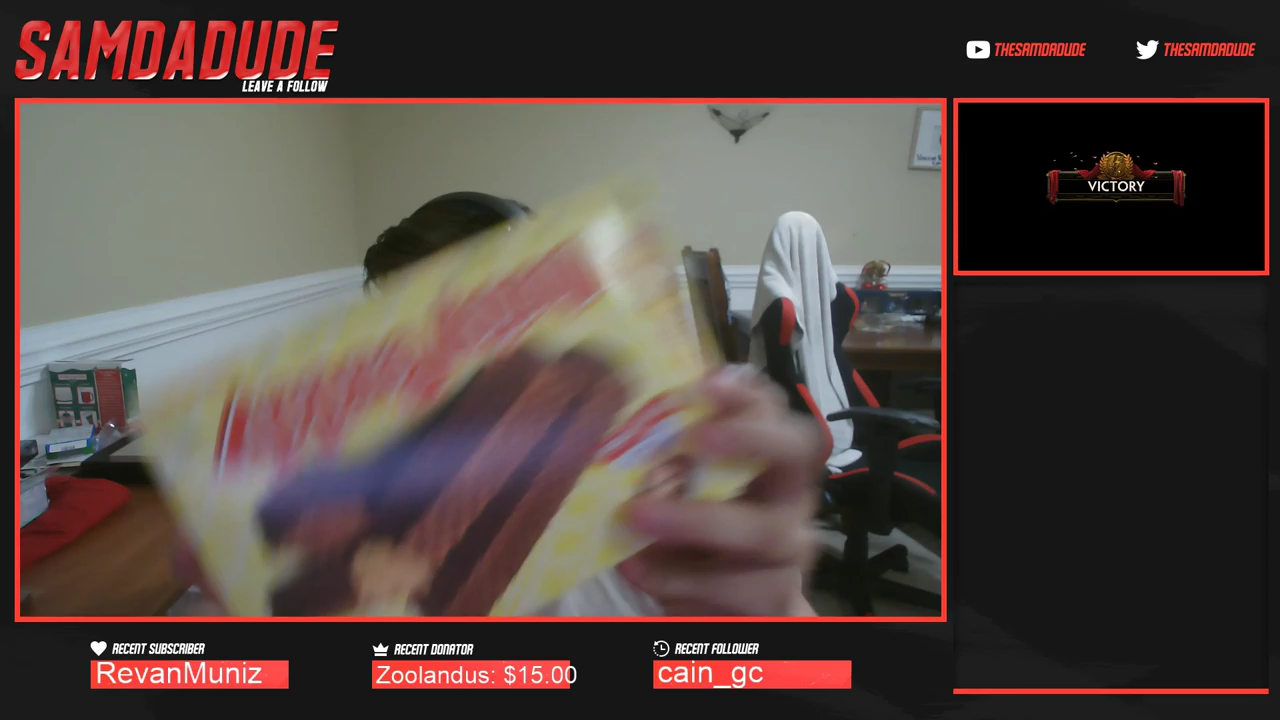 SAMDADUDE
LEAVE A FOLLOW
THESAMDADUDE
THESAMDADUDE
VICTORY
RECENT SUBSCRIBER
RevanMuniz
RECENT DONATOR
Zoolandus: $15.00
RECENT FOLLOWER
cain_gc